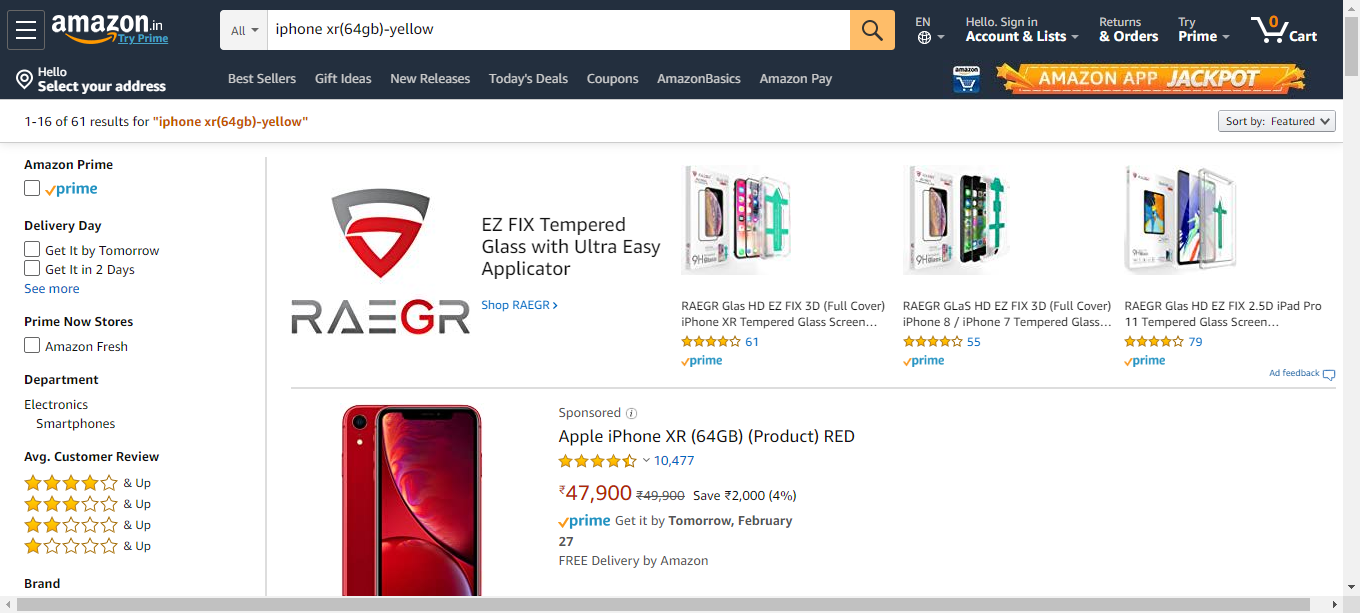 amazon.in
Try Prime
All
iphone xr(64gb)-yellow
EN
Hello. Sign in
Account & Lists
Returns
& Orders
Try
Prime
0
Cart
Hello
Select your address
Best Sellers
Gift Ideas
New Releases
Today's Deals
Coupons
AmazonBasics
Amazon Pay
amazon
AMAZON APP JACKPOT
1-16 of 61 results for "iphone xr(64gb)-yellow"
Sort by: Featured
Amazon Prime
prime
Delivery Day
Get It by Tomorrow
Get It in 2 Days
See more
Prime Now Stores
Amazon Fresh
Department
Electronics
Smartphones
Avg. Customer Review
& Up
& Up
& Up
& Up
Brand
RAEGR
EZ FIX Tempered
Glass with Ultra Easy
Applicator
Shop RAEGR ›
RAEGR Glas HD EZ FIX 3D (Full Cover)
iPhone XR Tempered Glass Screen…
61
prime
RAEGR GLaS HD EZ FIX 3D (Full Cover)
iPhone 8 / iPhone 7 Tempered Glass…
55
prime
RAEGR Glas HD EZ FIX 2.5D iPad Pro
11 Tempered Glass Screen…
79
prime
Ad feedback
Sponsored
Apple iPhone XR (64GB) (Product) RED
10,477
₹47,900 ₹49,900 Save ₹2,000 (4%)
prime Get it by Tomorrow, February
27
FREE Delivery by Amazon